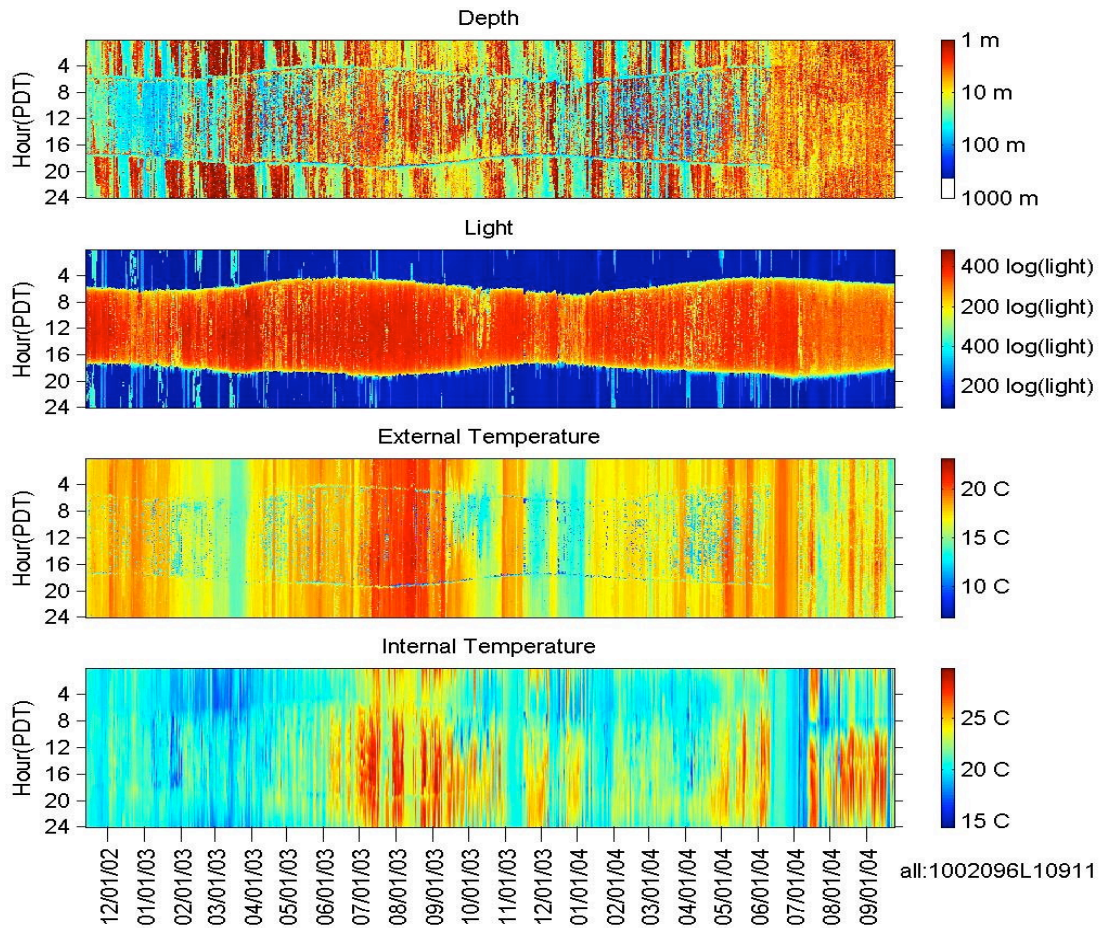 Depth
Hour(PDT)
4
8
12
16
20
24
1 m
10 m
100 m
1000 m
Light
Hour(PDT)
4
8
12
16
20
24
400 log(light)
200 log(light)
400 log(light)
200 log(light)
External Temperature
Hour(PDT)
4
8
12
16
20
24
20 C
15 C
10 C
Internal Temperature
Hour(PDT)
4
8
12
16
20
24
25 C
20 C
15 C
12/01/02
01/01/03
02/01/03
03/01/03
04/01/03
05/01/03
06/01/03
07/01/03
08/01/03
09/01/03
10/01/03
11/01/03
12/01/03
01/01/04
02/01/04
03/01/04
04/01/04
05/01/04
06/01/04
07/01/04
08/01/04
09/01/04
all:1002096L10911